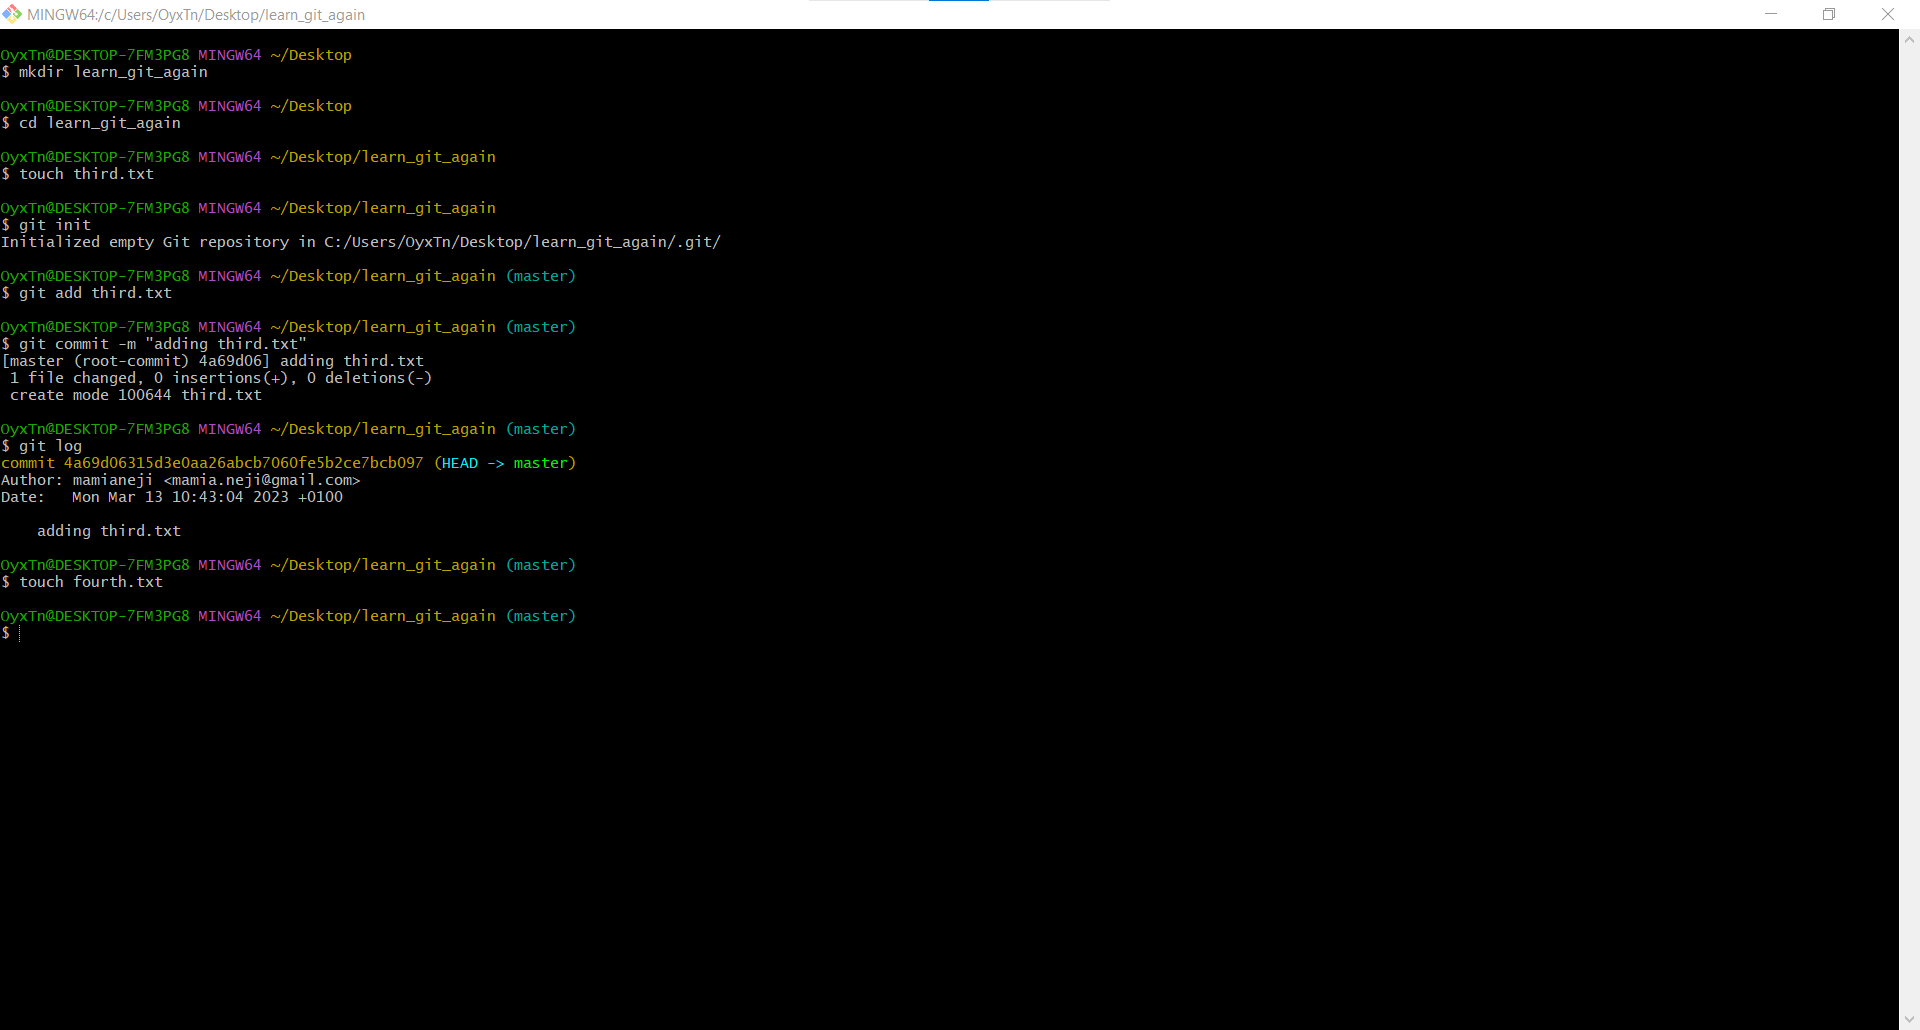 MINGW64:/c/Users/OyxTn/Desktop/learn_git_again
OyxTn@DESKTOP-7FM3PG8 MINGW64 ~/Desktop
$ mkdir learn_git_again
OyxTn@DESKTOP-7FM3PG8 MINGW64 ~/Desktop
$ cd learn_git_again
OyxTn@DESKTOP-7FM3PG8 MINGW64 ~/Desktop/learn_git_again
$ touch third.txt
OyxTn@DESKTOP-7FM3PG8 MINGW64 ~/Desktop/learn_git_again
$ git init
Initialized empty Git repository in C:/Users/OyxTn/Desktop/learn_git_again/.git/
OyxTn@DESKTOP-7FM3PG8 MINGW64 ~/Desktop/learn_git_again (master)
$ git add third.txt
OyxTn@DESKTOP-7FM3PG8 MINGW64 ~/Desktop/learn_git_again (master)
$ git commit -m "adding third.txt"
[master (root-commit) 4a69d06] adding third.txt
 1 file changed, 0 insertions(+), 0 deletions(-)
 create mode 100644 third.txt
OyxTn@DESKTOP-7FM3PG8 MINGW64 ~/Desktop/learn_git_again (master)
$ git log
commit 4a69d06315d3e0aa26abcb7060fe5b2ce7bcb097 (HEAD -> master)
Author: mamianeji <mamia.neji@gmail.com>
Date:   Mon Mar 13 10:43:04 2023 +0100
    adding third.txt
OyxTn@DESKTOP-7FM3PG8 MINGW64 ~/Desktop/learn_git_again (master)
$ touch fourth.txt
OyxTn@DESKTOP-7FM3PG8 MINGW64 ~/Desktop/learn_git_again (master)
$